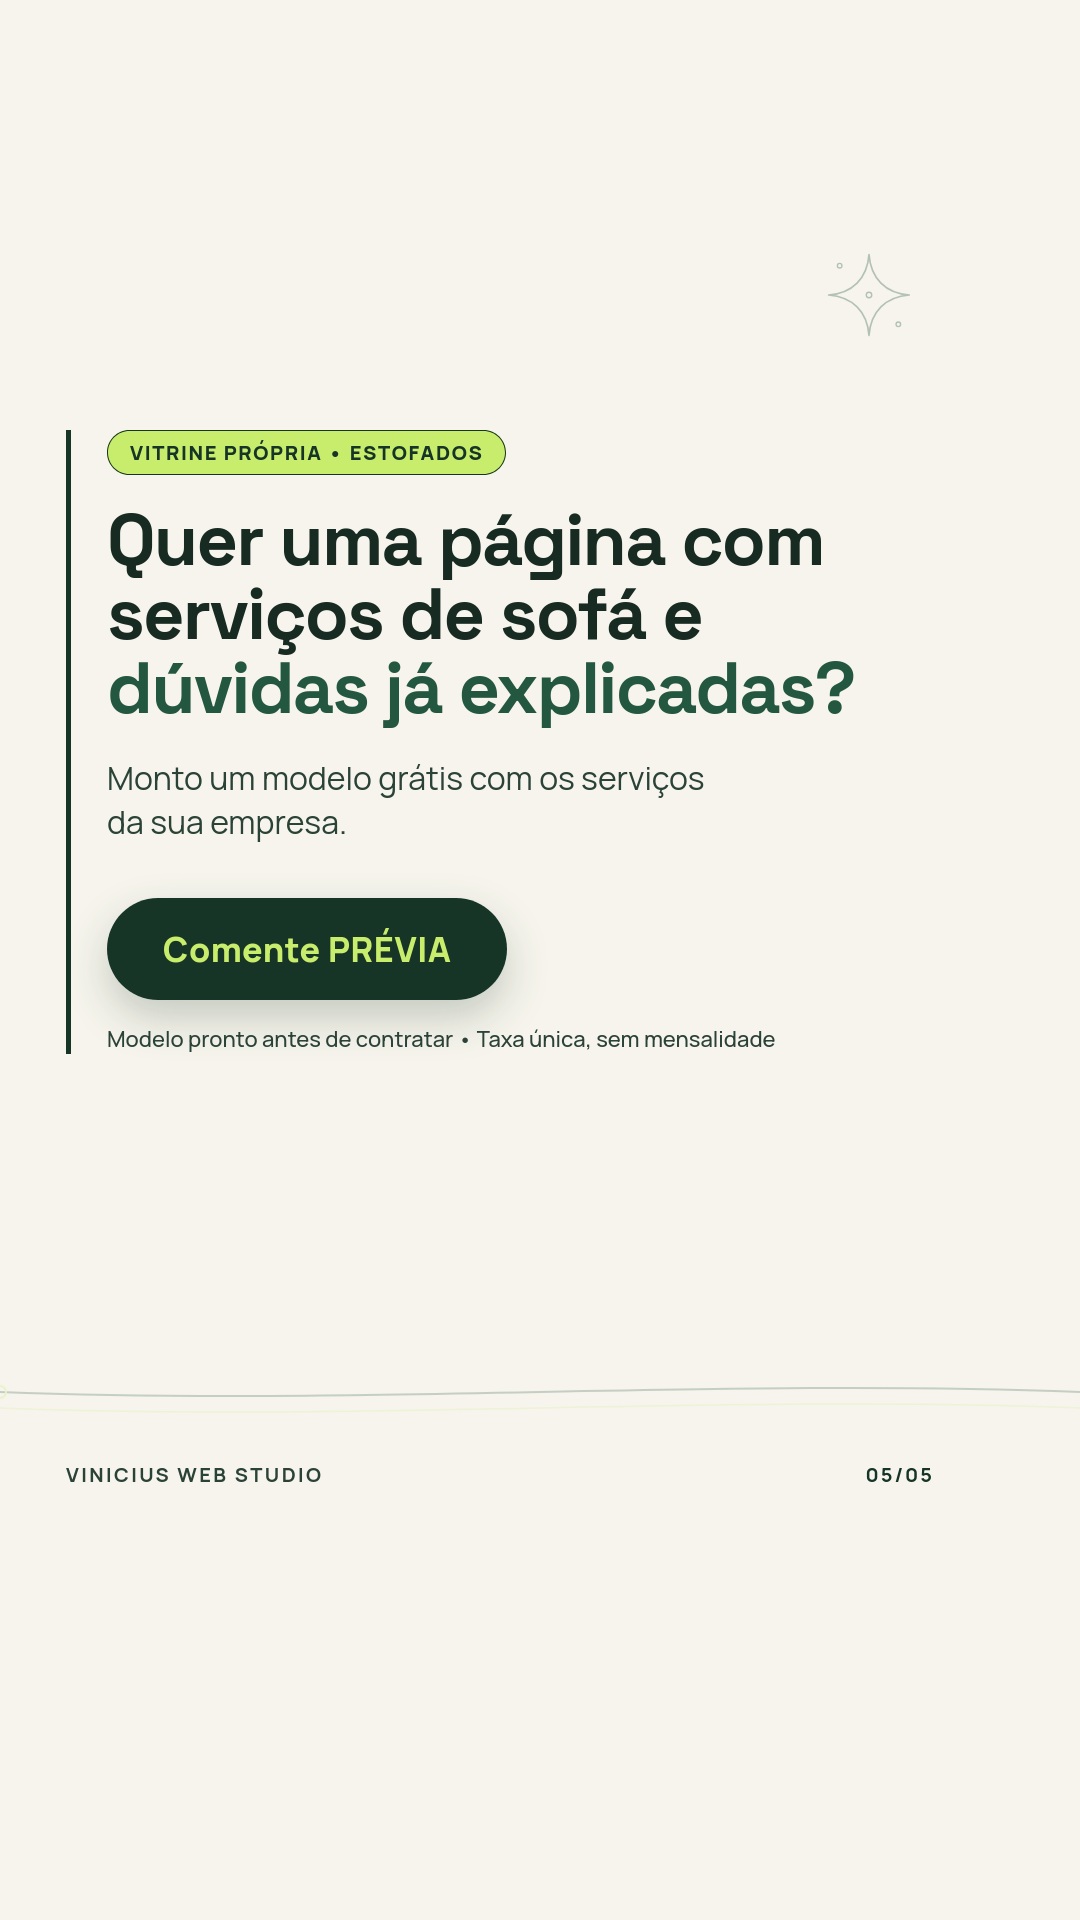 VITRINE PRÓPRIA • ESTOFADOS
Quer uma página com
serviços de sofá e
dúvidas já explicadas?
Monto um modelo grátis com os serviços
da sua empresa.
Comente PRÉVIA
Modelo pronto antes de contratar • Taxa única, sem mensalidade
VINICIUS WEB STUDIO
05/05